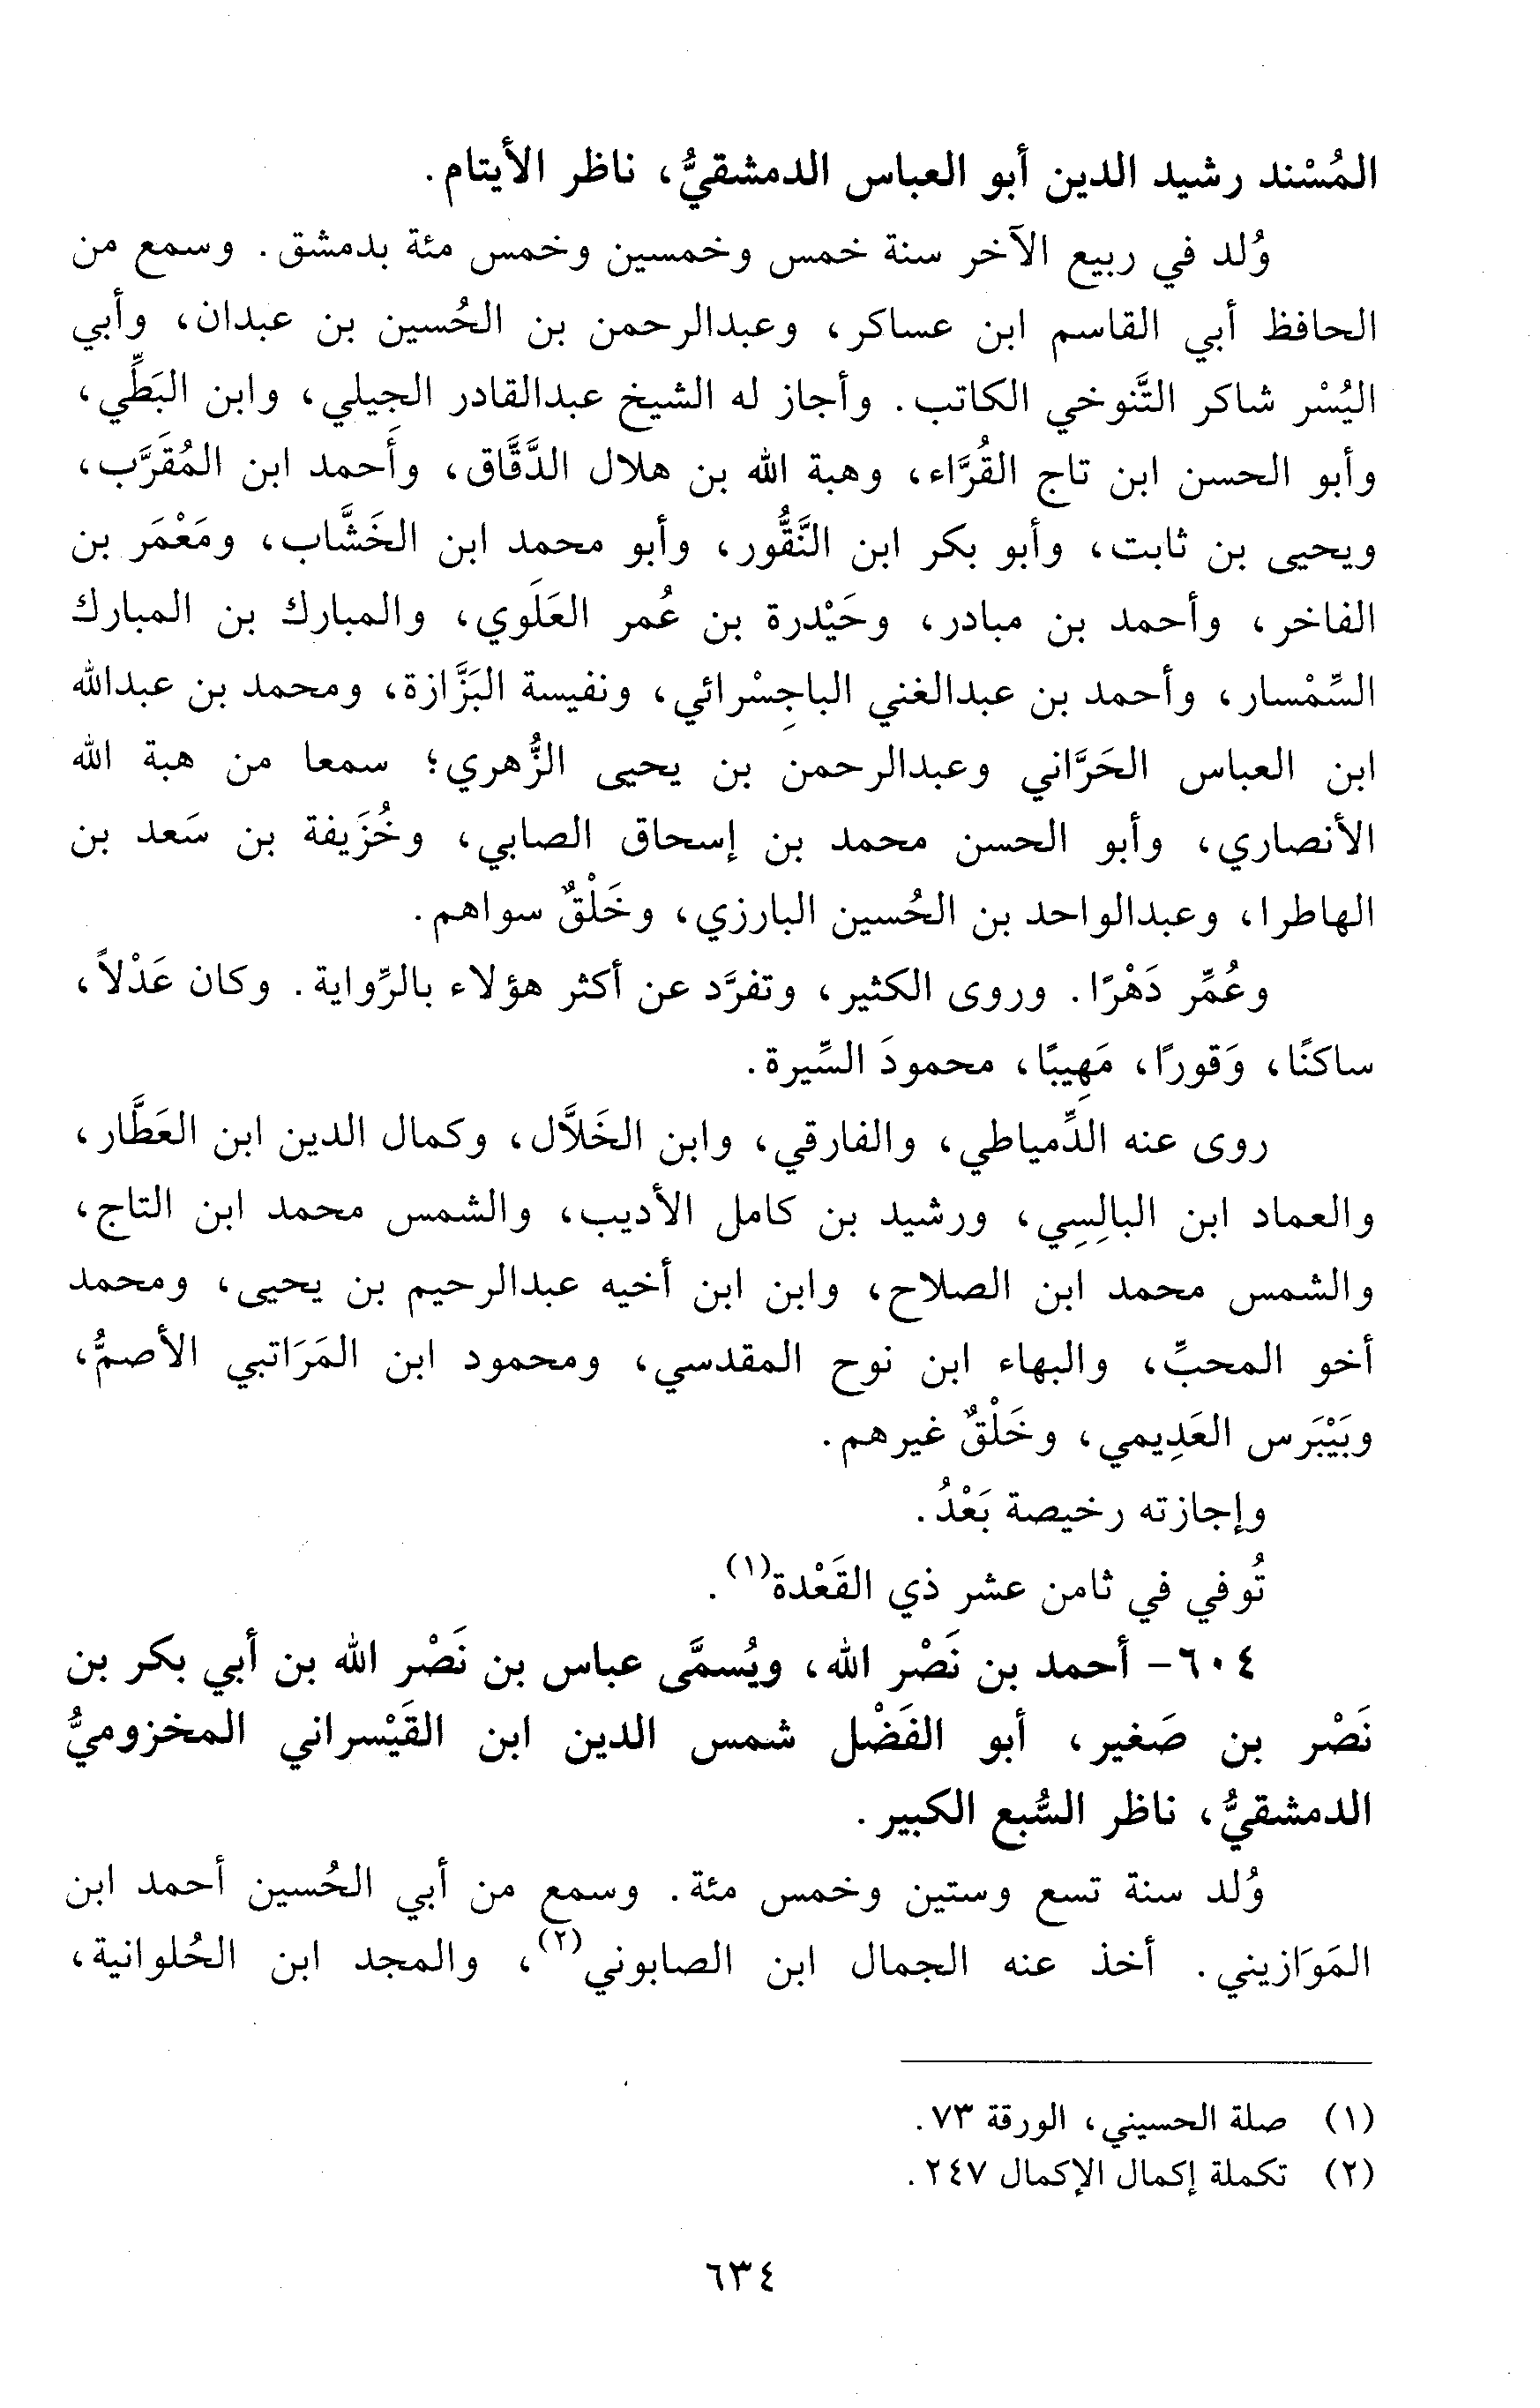 المُسْند رشيد الدين أبو العباس الدمشقيُّ، ناظر الأيتام.
وُلد في ربيع الآخر سنة خمس وخمسين وخمس مئة بدمشق. وسمع من
الحافظ أبي القاسم ابن عساكر، وعبدالرحمن بن الحُسين بن عبدان، وأبي
اليُسْر شاكر التَّنوخي الكاتب. وأجاز له الشيخ عبدالقادر الجِيلي، وابن البَطِّي،
وأبو الحسن ابن تاج القُرَّاء، وهبة الله بن هلال الدَّقَّاق، وأَحمد ابن المُقَرَّب،
ويحيى بن ثابت، وأبو بكر ابن النَّقُّور، وأبو محمد ابن الخَشَّاب، ومَعْمَر بن
الفاخر، وأحمد بن مبادر، وحَيْدرة بن عُمر العَلَوي، والمبارك بن المبارك
السِّمْسار، وأحمد بن عبدالغني الباجِسْرائي، ونفيسة البَزَّازة، ومحمد بن عبدالله
ابن العباس الحَرَّاني وعبدالرحمن بن يحيى الزُّهري؛ سمعا من هبة الله
الأنصاري، وأبو الحسن محمد بن إسحاق الصابي، وخُزَيفة بن سَعد بن
الهاطرا، وعبدالواحد بن الحُسين البارزي، وخَلْقٌ سواهم.
وعُمِّر دَهْرًا. وروى الكثير، وتفرَّد عن أكثر هؤلاء بالرِّواية. وكان عَدْلاً،
ساكنًا، وَقورًا، مَهِيبًا، محمودَ السِّيرة.
روى عنه الدِّمياطي، والفارقي، وابن الخَلاَّل، وكمال الدين ابن العَطَّار،
والعماد ابن البالِسِي، ورشيد بن كامل الأديب، والشمس محمد ابن التاج،
والشمس محمد ابن الصلاح، وابن ابن أخيه عبدالرحيم بن يحيى، ومحمد
أخو المحبِّ، والبهاء ابن نوح المقدسي، ومحمود ابن المَرَاتبي الأصمُّ،
وبَيْبَرس العَدِيمي، وخَلْقٌ غيرهم.
وإجازته رخيصة بَعْدُ.
تُوفي في ثامن عشر ذي القَعْدة(١).
٦٠٤- أحمد بن نَصْر الله، ويُسمَّى عباس بن نَصْر الله بن أبي بكر بن
نَصْر بن صَغير، أبو الفَضْل شمس الدين ابن القَيْسراني المخزوميُّ
الدمشقيُّ، ناظر السُّبع الكبير.
وُلد سنة تسع وستين وخمس مئة. وسمع من أبي الحُسين أحمد ابن
المَوَازيني. أخذ عنه الجمال ابن الصابوني(٢)، والمجد ابن الحُلوانية،
(١) صلة الحسيني، الورقة ٧٣.
(٢) تكملة إكمال الإكمال ٢٤٧.
٦٣٤